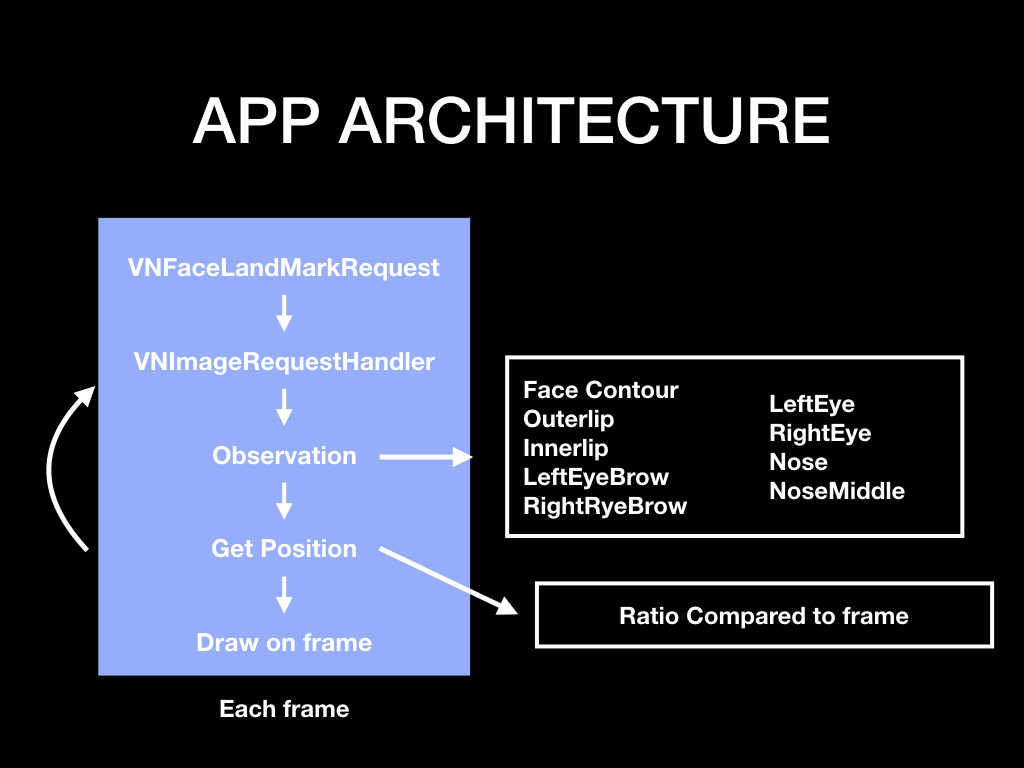 APP ARCHITECTURE
VNFaceLandMarkRequest
VNImageRequestHandler
Observation
Get Position
Draw on frame
Each frame
Face Contour
Outerlip
Innerlip
LeftEyeBrow
RightRyeBrow
LeftEye
RightEye
Nose
NoseMiddle
Ratio Compared to frame